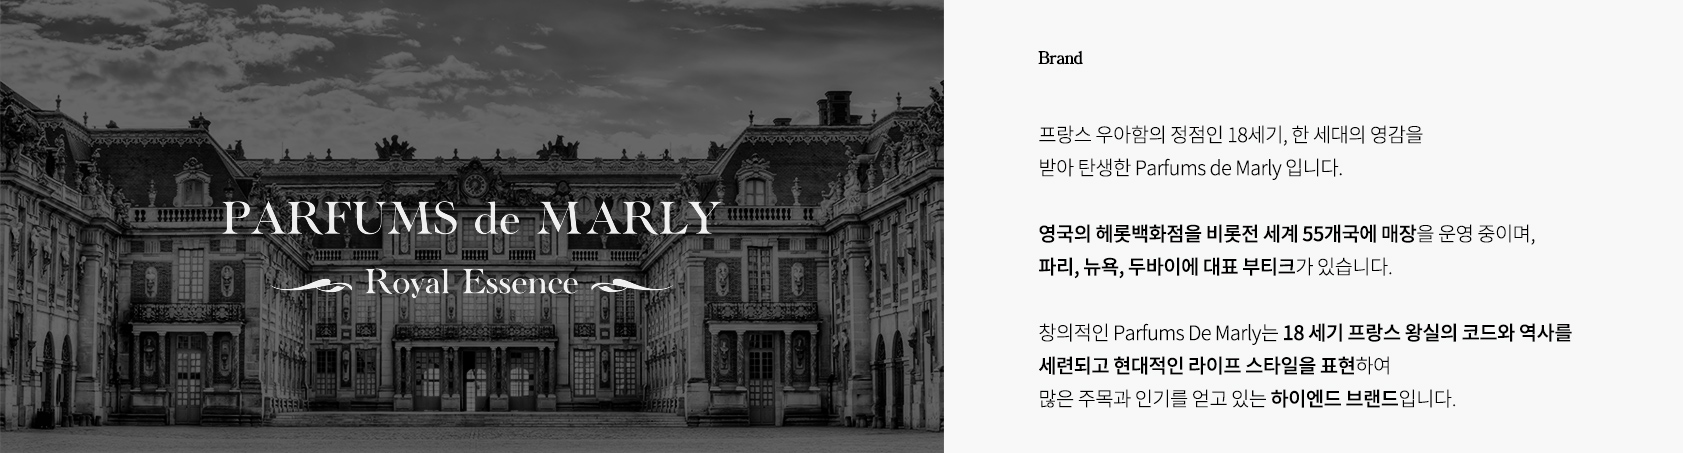 PARFUMS de MARLY
Royal Essence
Brand
프랑스 우아함의 정점인 18세기, 한 세대의 영감을
받아 탄생한 Parfums de Marly 입니다.
영국의 헤롯백화점을 비롯전 세계 55개국에 매장을 운영 중이며,
파리, 뉴욕, 두바이에 대표 부티크가 있습니다.
창의적인 Parfums De Marly는 18 세기 프랑스 왕실의 코드와 역사를
세련되고 현대적인 라이프 스타일을 표현하여
많은 주목과 인기를 얻고 있는 하이엔드 브랜드입니다.